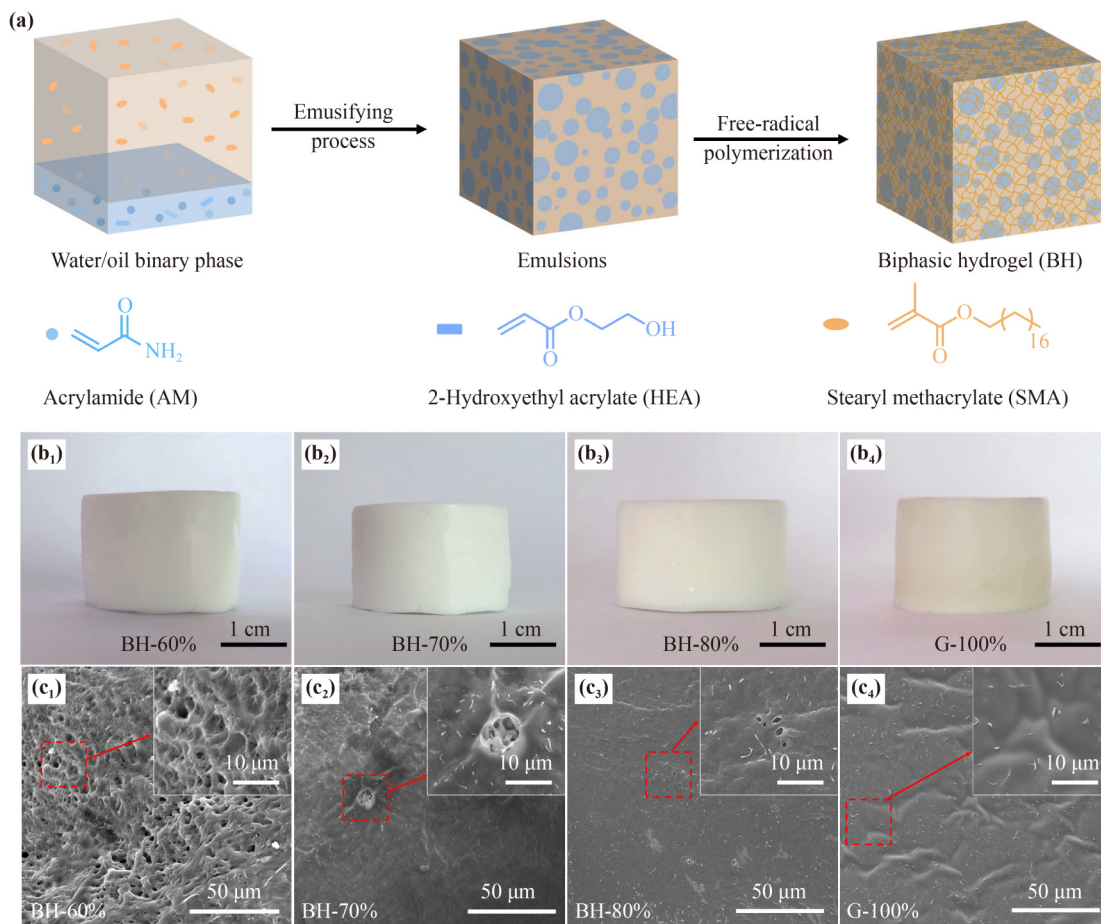 (a)
Emusifying
process
Free-radical
polymerization
Water/oil binary phase
Emulsions
Biphasic hydrogel (BH)
O
NH2
O
O
OH
O
O
16
Acrylamide (AM)
2-Hydroxyethyl acrylate (HEA)
Stearyl methacrylate (SMA)
(b1)
BH-60%
1 cm
(b2)
BH-70%
1 cm
(b3)
BH-80%
1 cm
(b4)
G-100%
1 cm
(c1)
10 μm
50 μm
BH-60%
(c2)
10 μm
50 μm
BH-70%
(c3)
10 μm
50 μm
BH-80%
(c4)
10 μm
50 μm
G-100%